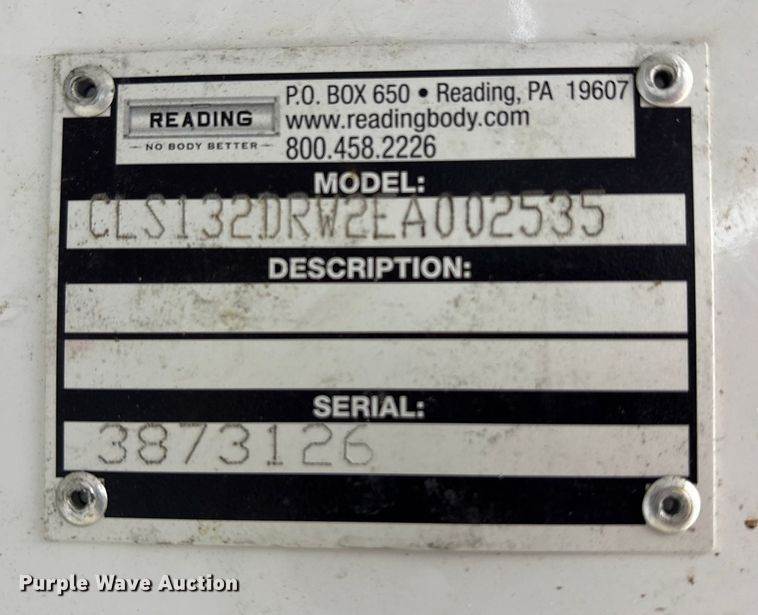 READING
NO BODY BETTER
P.O. BOX 650 • Reading, PA 19607
www.readingbody.com
800.458.2226
MODEL:
CLS132DRW2EA002535
DESCRIPTION:
SERIAL:
3873126
Purple Wave Auction